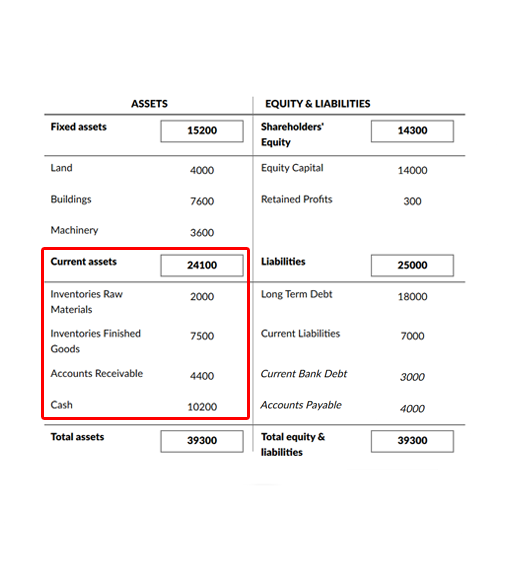 ASSETS EQUITY & LIABILITIES
Fixed assets 15200 Shareholders' 14300
Equity
Land 4000 Equity Capital 14000
Buildings 7600 Retained Profits 300
Machinery 3600
Current assets 24100 Liabilities 25000
Inventories Raw 2000 Long Term Debt 18000
Materials
Inventories Finished 7500 Current Liabilities 7000
Goods
Accounts Receivable 4400 Current Bank Debt 3000
Cash 10200 Accounts Payable 4000
Total assets 39300 Total equity & 39300
liabilities